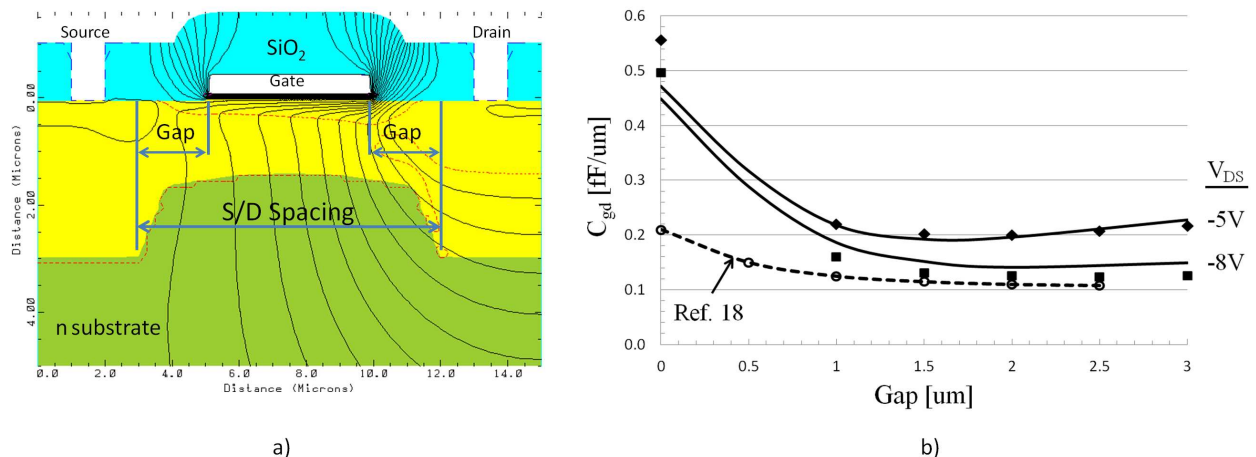 Source
Drain
SiO₂
Gate
Gap
Gap
S/D Spacing
n substrate
Distance (Microns)
0.00
2.00
4.00
0.0
2.0
4.0
6.0
8.0
10.0
12.0
14.0
Distance (Microns)
a)
C_gd [fF/um]
0.6
0.5
0.4
0.3
0.2
0.1
0.0
0
0.5
1
1.5
2
2.5
3
Gap [um]
V_DS
-5V
-8V
Ref. 18
b)